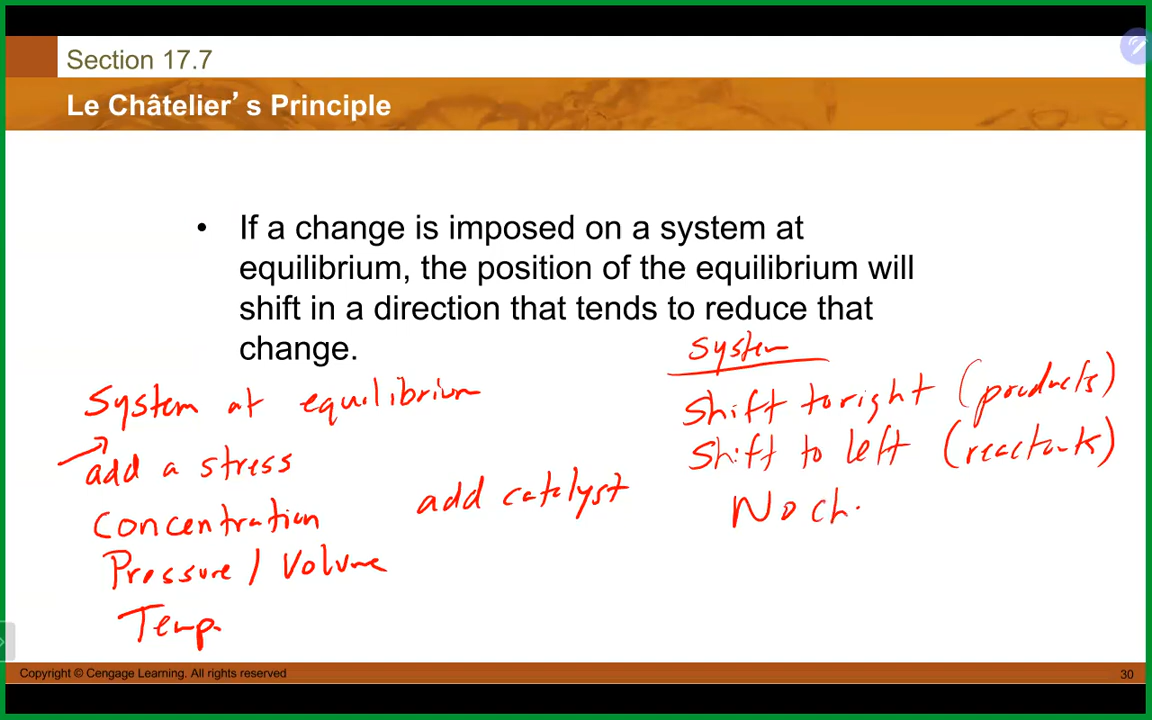 Section 17.7
Le Châtelier's Principle
• If a change is imposed on a system at
equilibrium, the position of the equilibrium will
shift in a direction that tends to reduce that
change.
System
Shift to right (products)
Shift to left (reactants)
No ch
System at equilibrium
add a stress
add catalyst
Concentration
Pressure / Volume
Temp
Copyright © Cengage Learning. All rights reserved
30